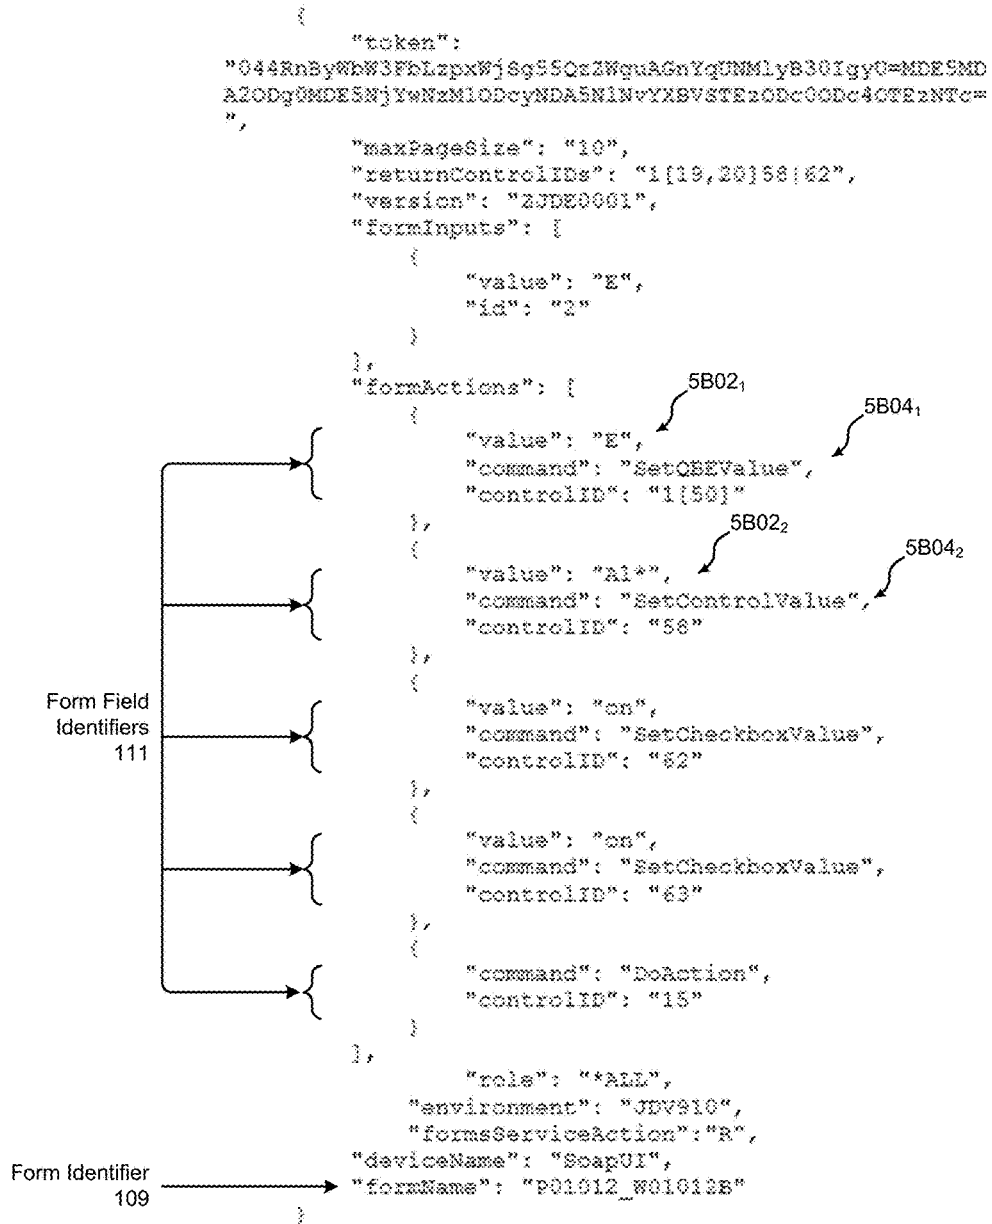 {
"token":
A2ODg0MDE5NjYwNzM1ODcyNDA5N1NvYXBVSTEzODc0ODc4OTEzNTc=
",
"maxPageSize": "10",
"returnControlIDs": "1[19,20]58|62",
"version": "ZJDE0001",
"formInputs": [
{
"value": "E",
"id": "2"
}
],
"formActions": [
5B02₁
{
5B04₁
"value": "E",
"command": "SetQBEValue",
"controlID": "1[50]"
},
5B02₂
{
5B04₂
"value": "Al*",
"command": "SetControlValue",
"controlID": "58"
},
{
Form Field
Identifiers
111
"value": "on",
"command": "SetCheckboxValue",
"controlID": "62"
},
{
"value": "on",
"command": "SetCheckboxValue",
"controlID": "63"
},
{
"command": "DoAction",
"controlID": "15"
}
],
"role": "*ALL",
"environment": "JDV910",
"formsServiceAction":"R",
"deviceName": "SoapUI",
Form Identifier
109
"formName": "P01012_W01012B"
}